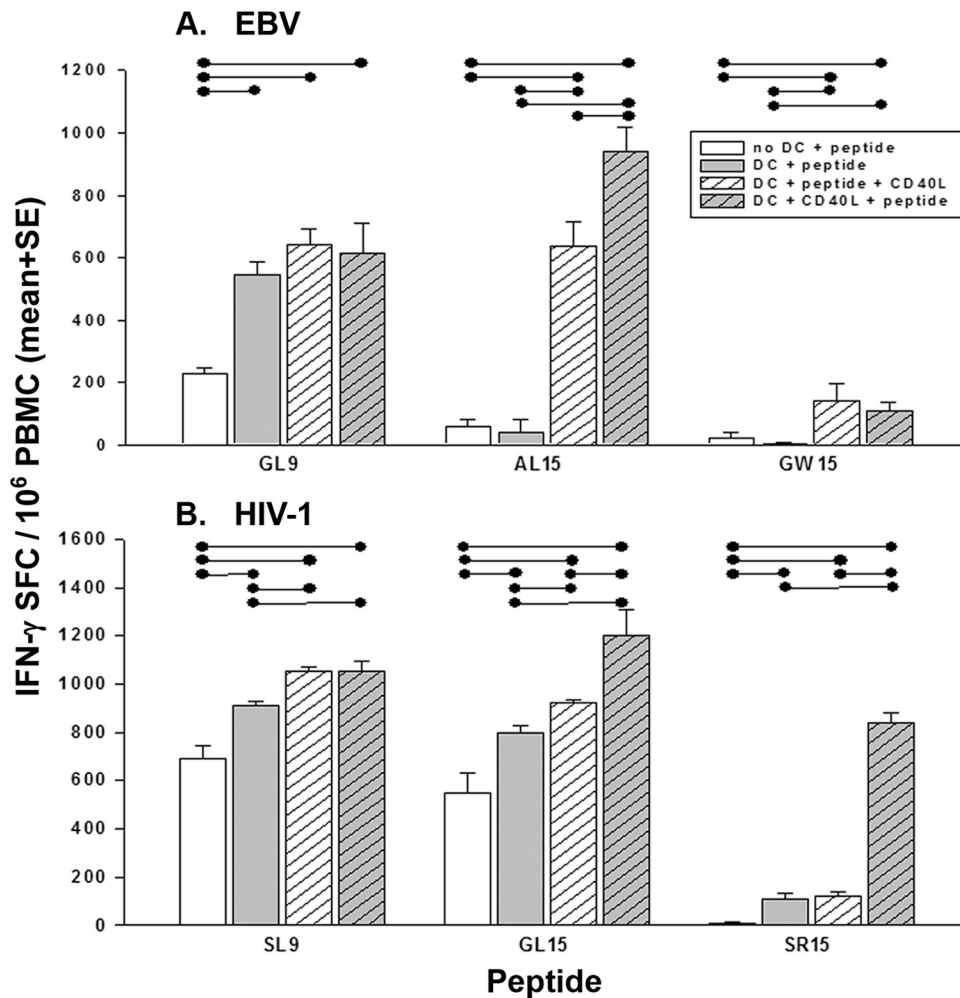 A. EBV
1200
1000
800
600
400
200
0
no DC + peptide
DC + peptide
DC + peptide + CD40L
DC + CD40L + peptide
GL9 AL15 GW15
B. HIV-1
1600
1400
1200
1000
800
600
400
200
0
SL9 GL15 SR15
Peptide
IFN-γ SFC / 10⁶ PBMC (mean+SE)